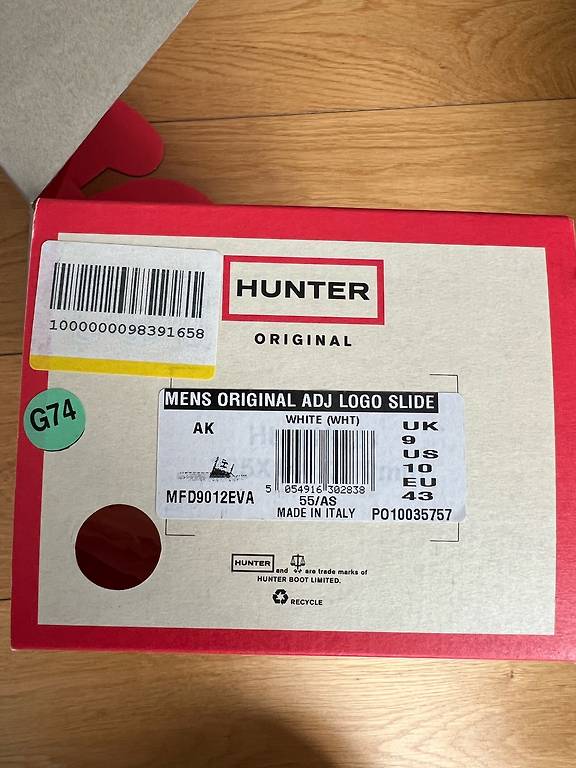 1000000098391658
HUNTER
ORIGINAL
G74
MENS ORIGINAL ADJ LOGO SLIDE
WHITE (WHT)
AK
UK
9
US
10
EU
43
5 054916 302838
MFD9012EVA
55/AS
MADE IN ITALY
PO10035757
HUNTER and are trade marks of
HUNTER BOOT LIMITED.
RECYCLE